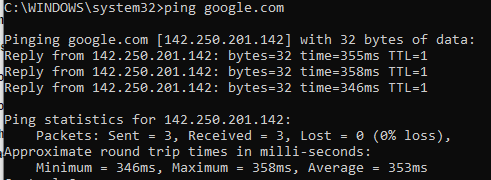 C:\WINDOWS\system32>ping google.com
Pinging google.com [142.250.201.142] with 32 bytes of data:
Reply from 142.250.201.142: bytes=32 time=355ms TTL=1
Reply from 142.250.201.142: bytes=32 time=358ms TTL=1
Reply from 142.250.201.142: bytes=32 time=346ms TTL=1
Ping statistics for 142.250.201.142:
    Packets: Sent = 3, Received = 3, Lost = 0 (0% loss),
Approximate round trip times in milli-seconds:
    Minimum = 346ms, Maximum = 358ms, Average = 353ms